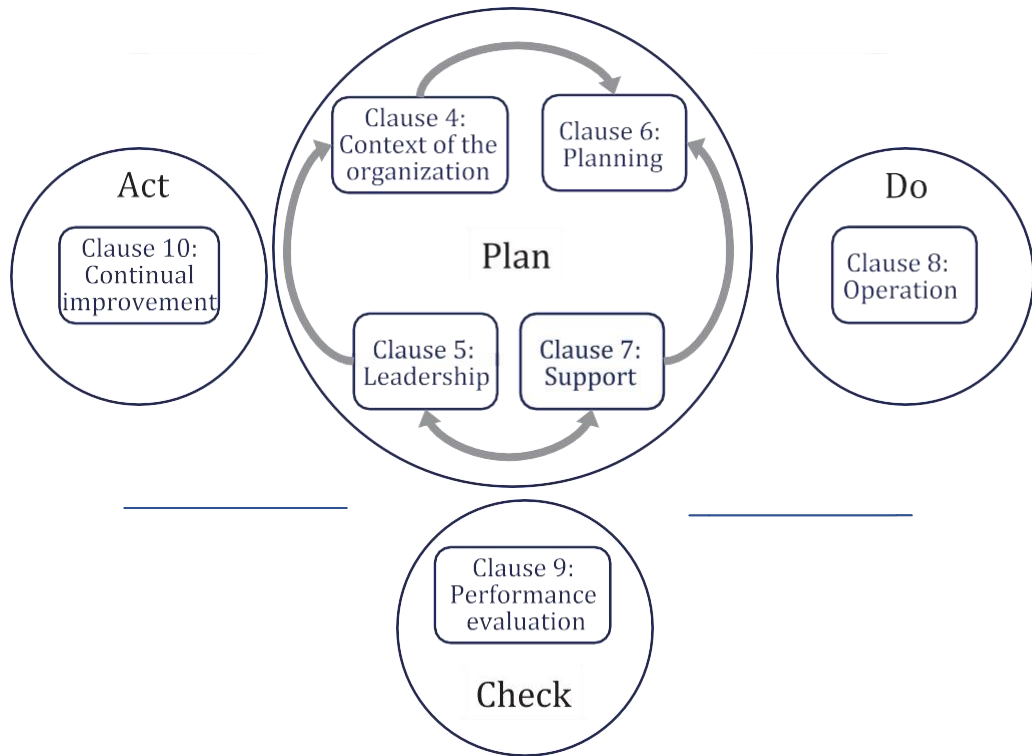 Clause 4:
Context of the
organization
Clause 6:
Planning
Plan
Clause 5:
Leadership
Clause 7:
Support
Act
Clause 10:
Continual
improvement
Do
Clause 8:
Operation
Clause 9:
Performance
evaluation
Check